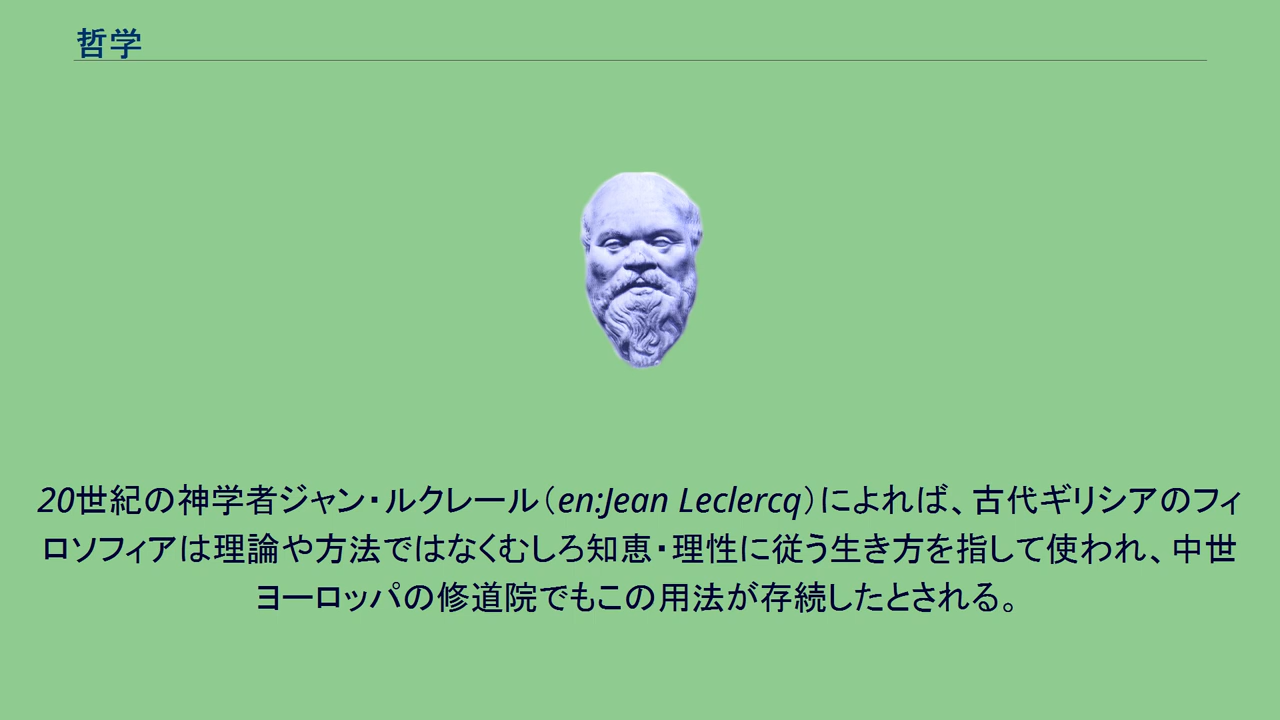 哲学
20世紀の神学者ジャン・ルクレール（en:Jean Leclercq）によれば、古代ギリシアのフィ
ロソフィアは理論や方法ではなくむしろ知恵・理性に従う生き方を指して使われ、中世
ヨーロッパの修道院でもこの用法が存続したとされる。